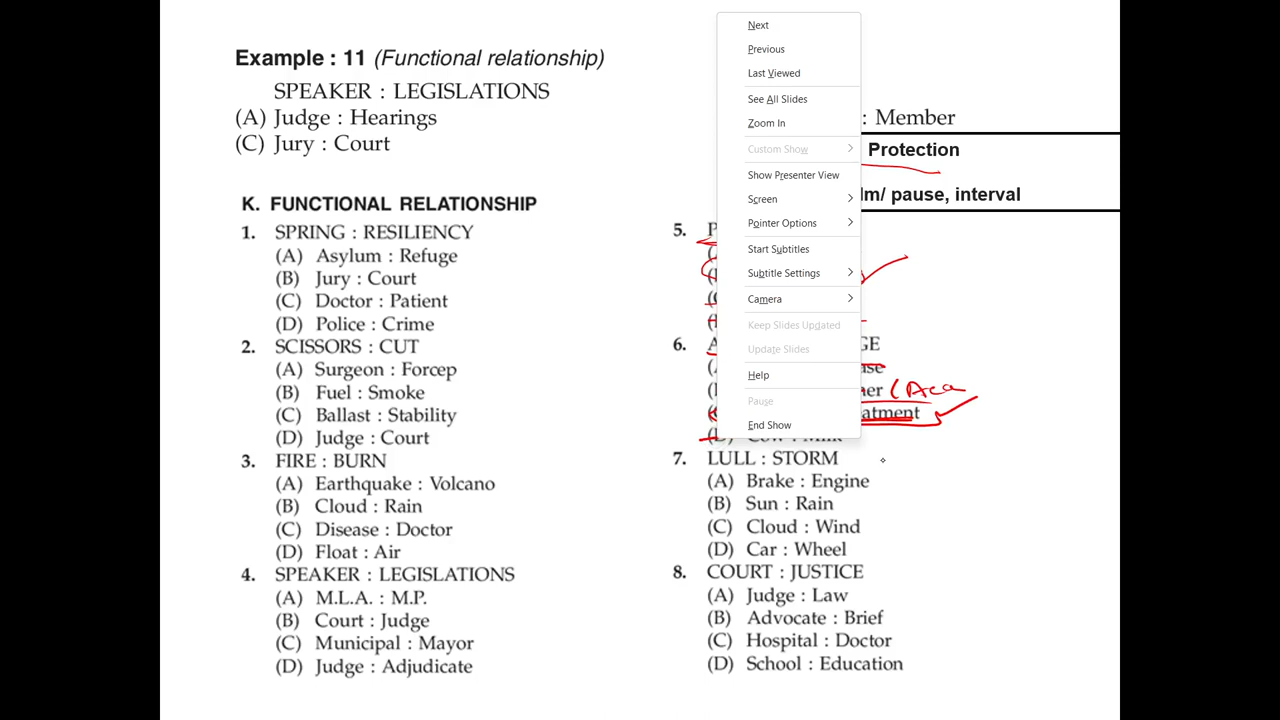 Example : 11 (Functional relationship)
SPEAKER : LEGISLATIONS
(A) Judge : Hearings
(C) Jury : Court
: Member
Protection
lm/ pause, interval
K. FUNCTIONAL RELATIONSHIP
1. SPRING : RESILIENCY
(A) Asylum : Refuge
(B) Jury : Court
(C) Doctor : Patient
(D) Police : Crime
2. SCISSORS : CUT
(A) Surgeon : Forcep
(B) Fuel : Smoke
(C) Ballast : Stability
(D) Judge : Court
3. FIRE : BURN
(A) Earthquake : Volcano
(B) Cloud : Rain
(C) Disease : Doctor
(D) Float : Air
4. SPEAKER : LEGISLATIONS
(A) M.L.A. : M.P.
(B) Court : Judge
(C) Municipal : Mayor
(D) Judge : Adjudicate
Next
Previous
Last Viewed
See All Slides
Zoom In
Custom Show
Show Presenter View
Screen
Pointer Options
Start Subtitles
Subtitle Settings
Camera
Keep Slides Updated
Update Slides
Help
Pause
End Show
5. P
6. A GE
ase
her (Aca
atment
(D) Cow : Milk
7. LULL : STORM
(A) Brake : Engine
(B) Sun : Rain
(C) Cloud : Wind
(D) Car : Wheel
8. COURT : JUSTICE
(A) Judge : Law
(B) Advocate : Brief
(C) Hospital : Doctor
(D) School : Education